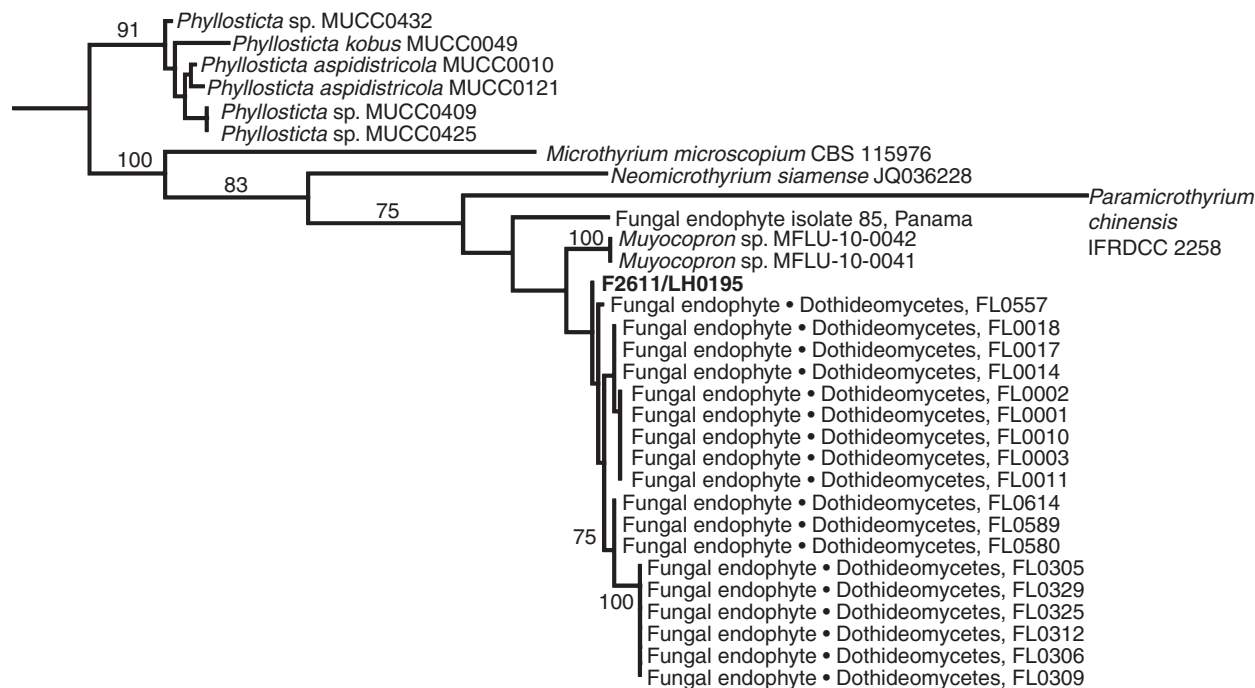 91
Phyllosticta sp. MUCC0432
Phyllosticta kobus MUCC0049
Phyllosticta aspidistricola MUCC0010
Phyllosticta aspidistricola MUCC0121
Phyllosticta sp. MUCC0409
Phyllosticta sp. MUCC0425
100
Microthyrium microscopium CBS 115976
83
Neomicrothyrium siamense JQ036228
75
Paramicrothyrium
chinensis
IFRDCC 2258
Fungal endophyte isolate 85, Panama
100
Muyocopron sp. MFLU-10-0042
Muyocopron sp. MFLU-10-0041
F2611/LH0195
Fungal endophyte • Dothideomycetes, FL0557
Fungal endophyte • Dothideomycetes, FL0018
Fungal endophyte • Dothideomycetes, FL0017
Fungal endophyte • Dothideomycetes, FL0014
Fungal endophyte • Dothideomycetes, FL0002
Fungal endophyte • Dothideomycetes, FL0001
Fungal endophyte • Dothideomycetes, FL0010
Fungal endophyte • Dothideomycetes, FL0003
Fungal endophyte • Dothideomycetes, FL0011
Fungal endophyte • Dothideomycetes, FL0614
75
Fungal endophyte • Dothideomycetes, FL0589
Fungal endophyte • Dothideomycetes, FL0580
Fungal endophyte • Dothideomycetes, FL0305
100
Fungal endophyte • Dothideomycetes, FL0329
Fungal endophyte • Dothideomycetes, FL0325
Fungal endophyte • Dothideomycetes, FL0312
Fungal endophyte • Dothideomycetes, FL0306
Fungal endophyte • Dothideomycetes, FL0309